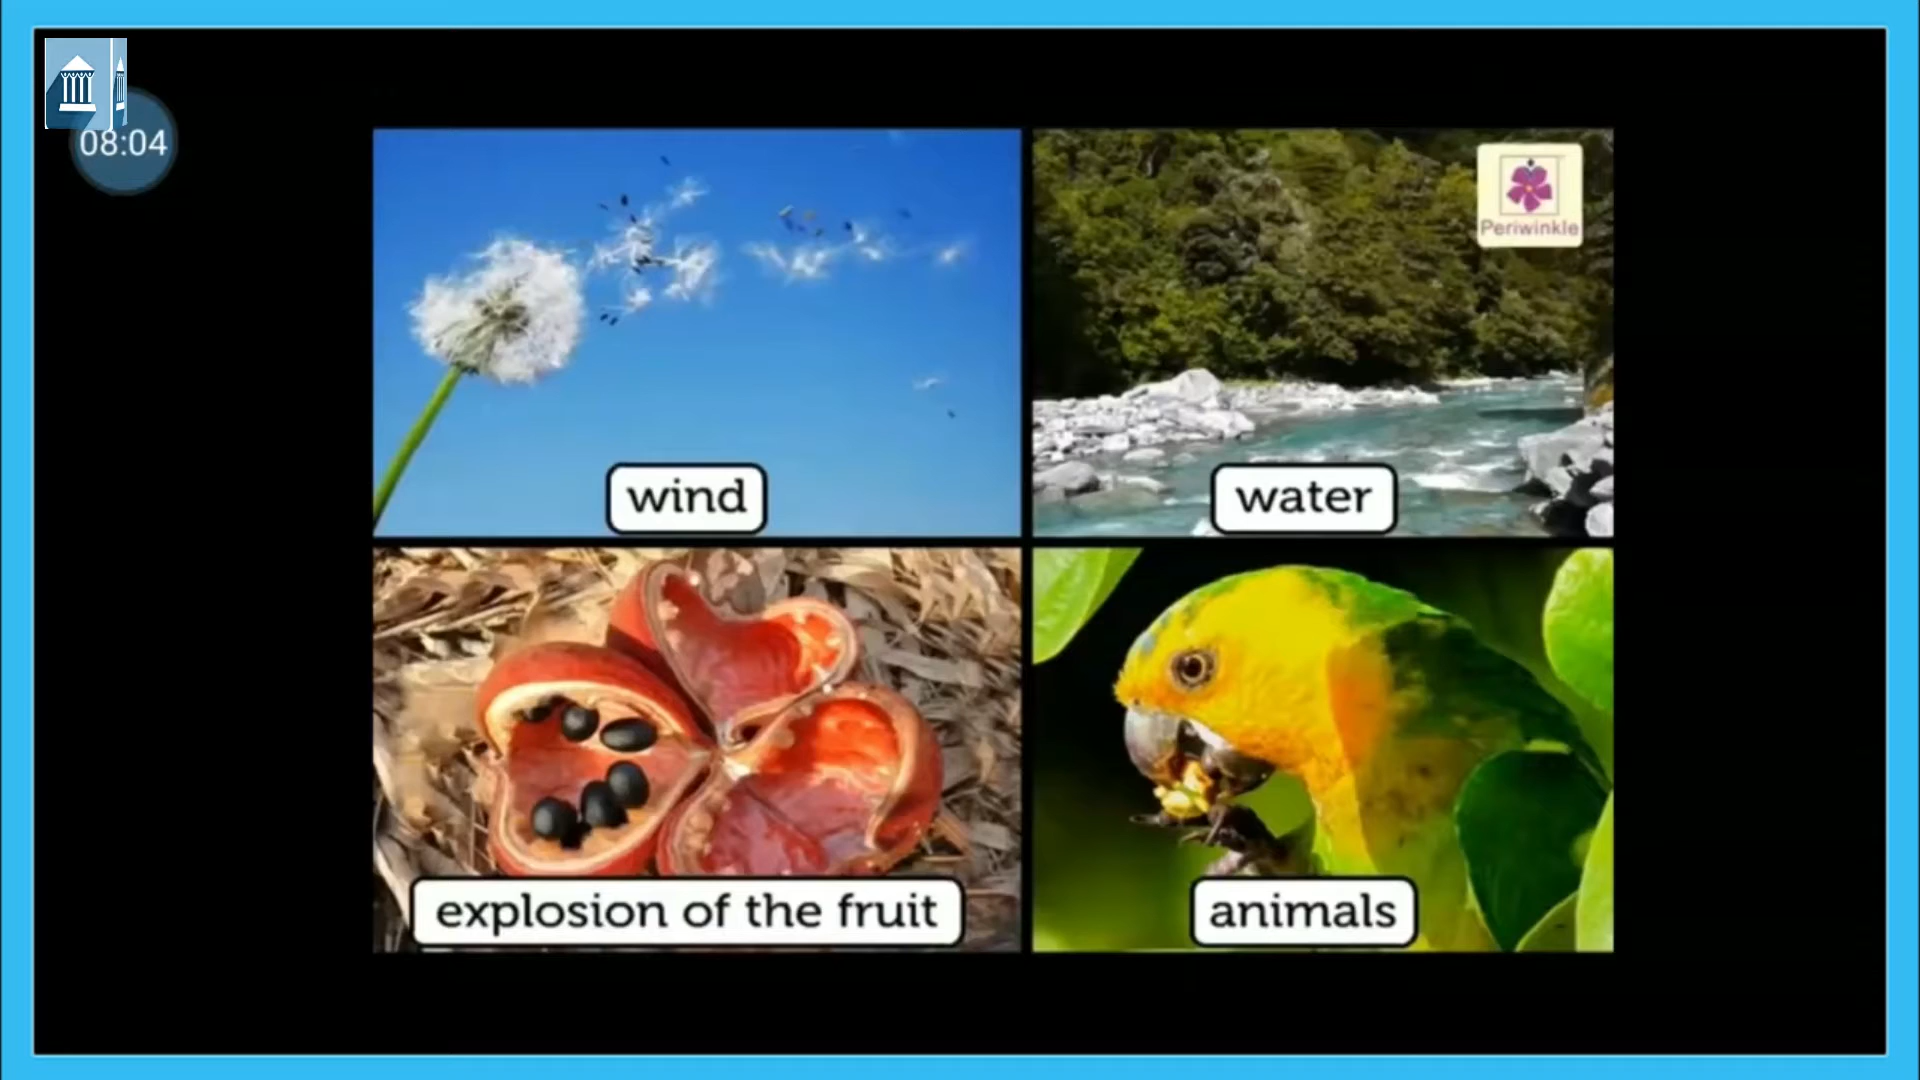 08:04
Periwinkle
wind
water
explosion of the fruit
animals